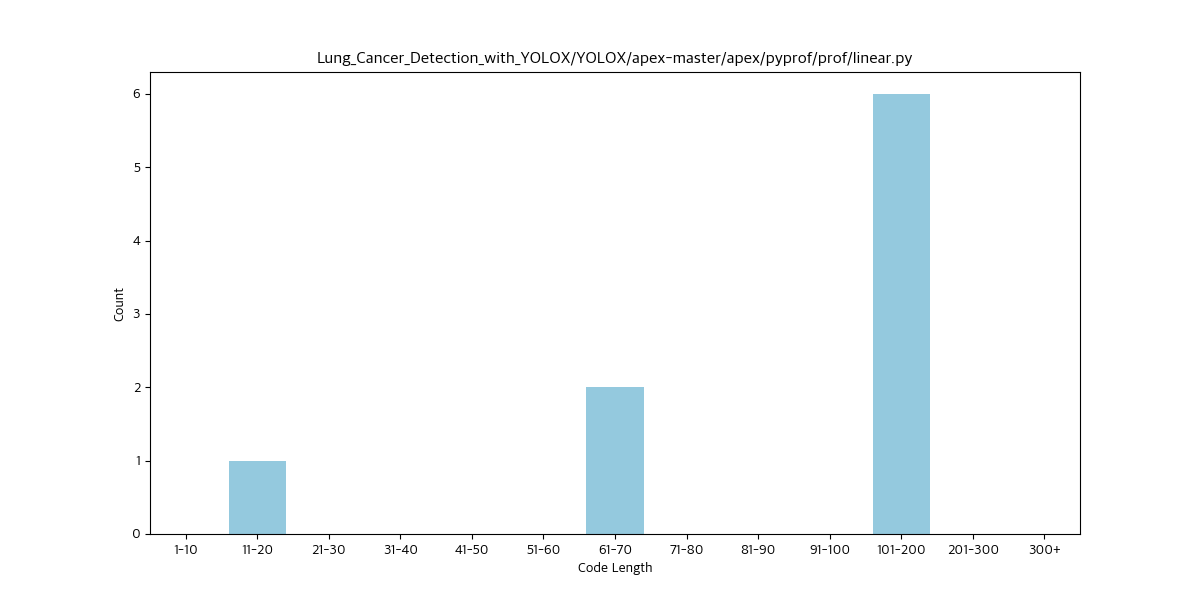 Lung_Cancer_Detection_with_YOLOX/YOLOX/apex-master/apex/pyprof/prof/linear.py
6
5
4
3
2
1
0
Count
1-10 11-20 21-30 31-40 41-50 51-60 61-70 71-80 81-90 91-100 101-200 201-300 300+
Code Length